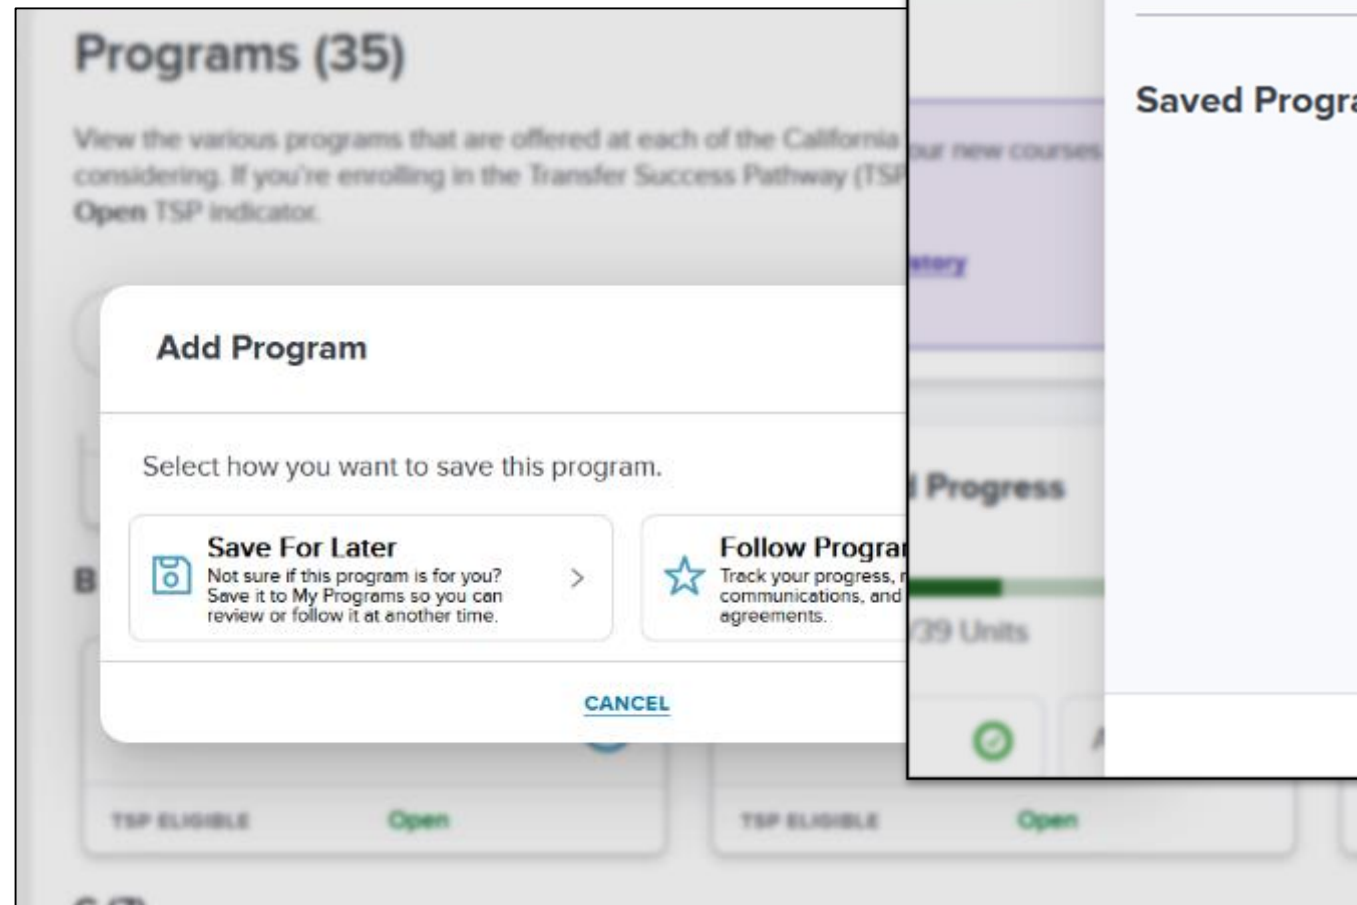 Programs (35)
View the various programs that are offered at each of the California
considering. If you're enrolling in the Transfer Success Pathway (TSP
Open TSP indicator.
Add Program
Select how you want to save this program.
Save For Later
Not sure if this program is for you?
Save it to My Programs so you can
review or follow it at another time.
Follow
Track your progress,
communications, and
agreements.
CANCEL
B
TSP ELIGIBLE
Open
TSP ELIGIBLE
Open
Saved
new courses
Progress
/39 Units